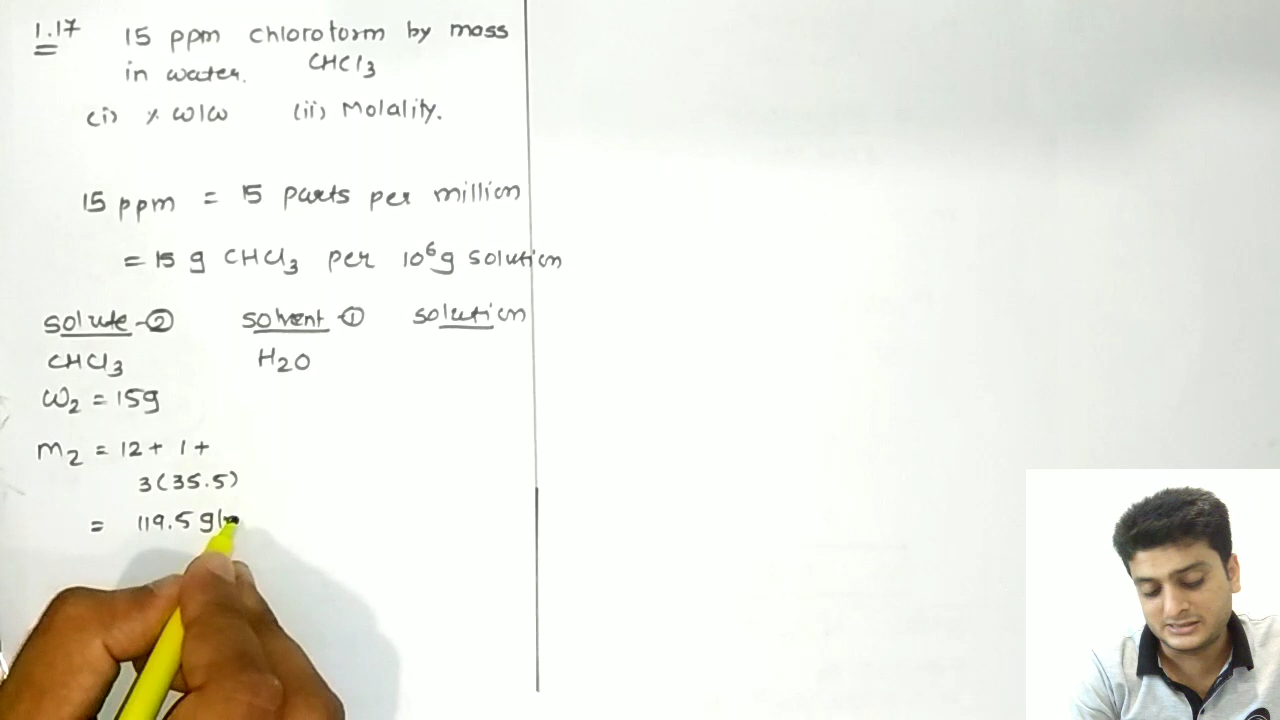 1.17 15 ppm chloroform by mass
in water. CHCl3
(i) % w/w (ii) Molality.
15 ppm = 15 parts per million
= 15 g CHCl3 per 10⁶g solution
solute-② solvent-① solution
CHCl3 H2O
W2 = 15g
M2 = 12 + 1 +
3(35.5)
= 119.5 g/m